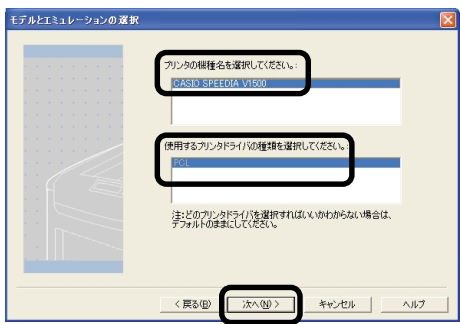 モデルとエミュレーションの選択
プリンタの機種名を選択してください。:
CASIO SPEEDIA V1500
使用するプリンタドライバの種類を選択してください。:
PCL
注:どのプリンタドライバを選択すればいいかわからない場合は、
デフォルトのままにしてください。
< 戻る(B)
次へ(N) >
キャンセル
ヘルプ